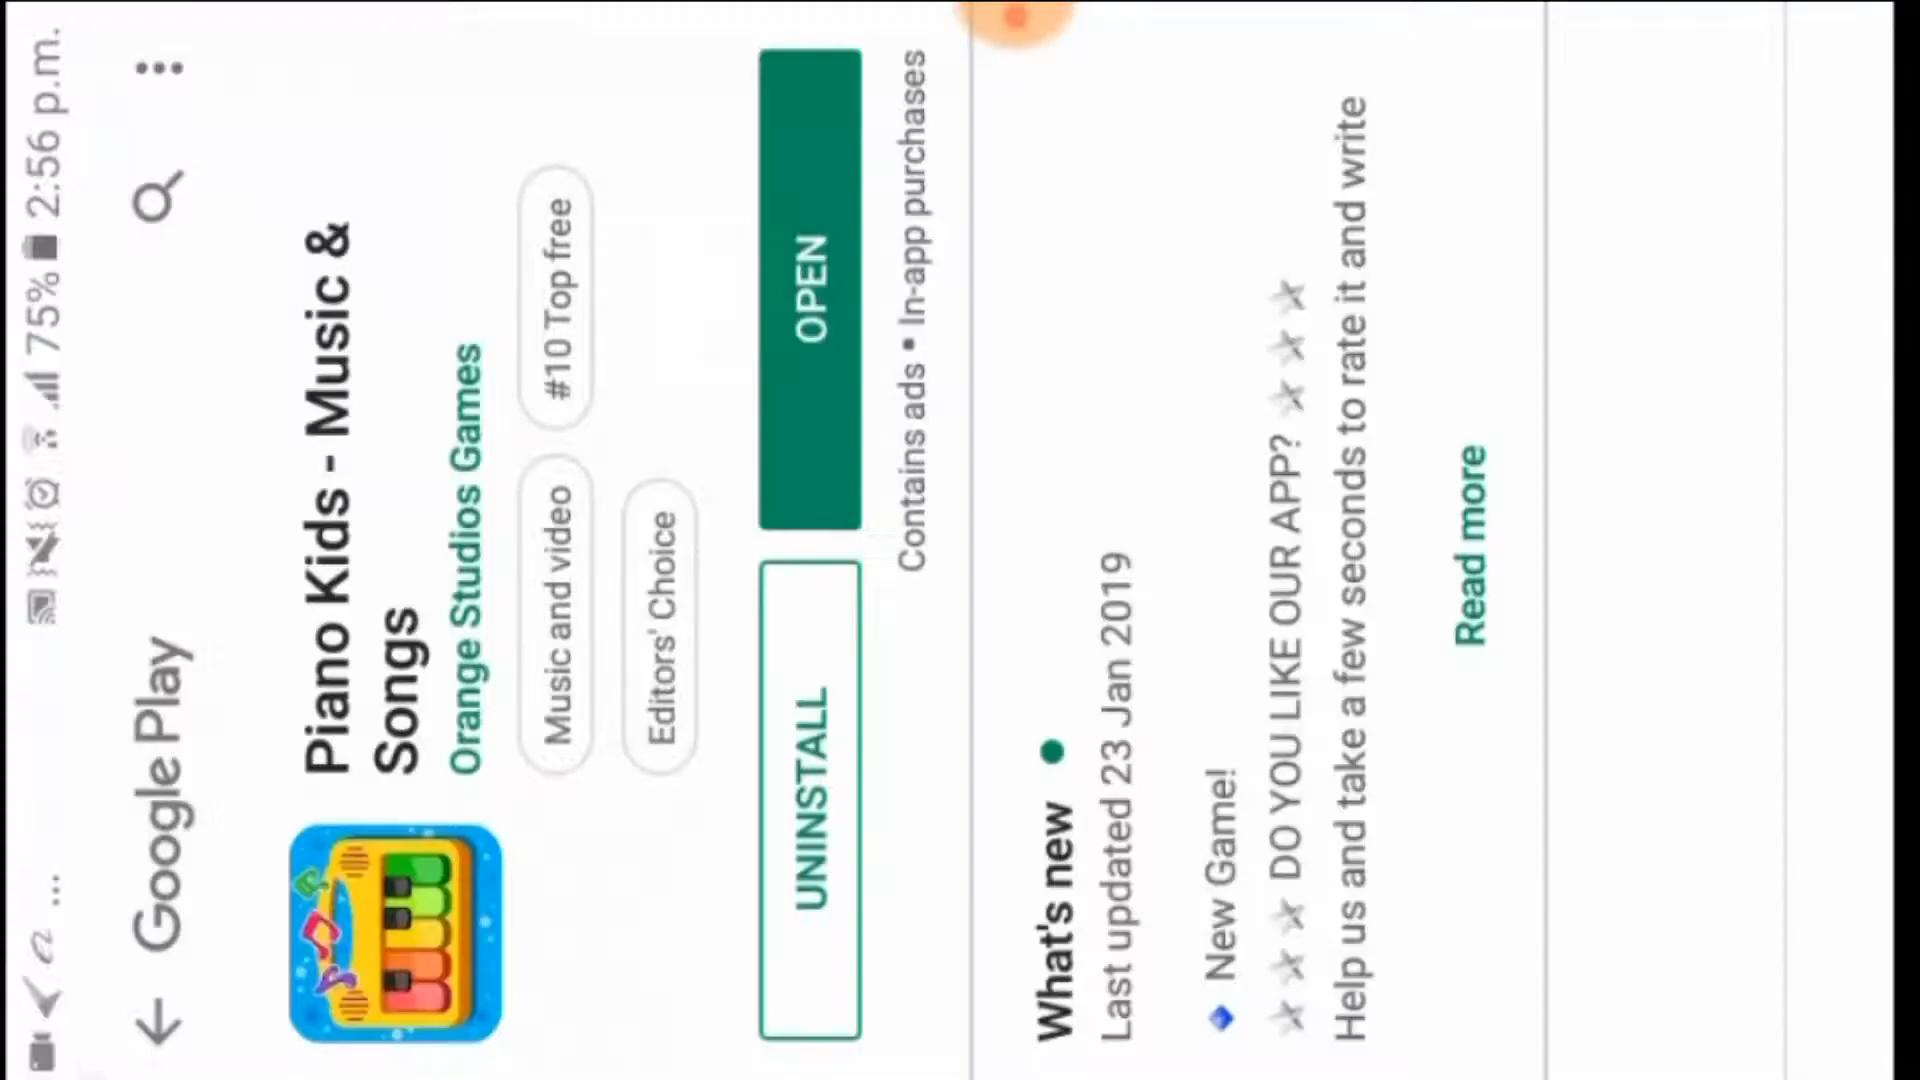 75% 2:56 p.m.
Google Play
Piano Kids - Music &
Songs
Orange Studios Games
Music and video
#10 Top free
Editors' Choice
UNINSTALL
OPEN
Contains ads • In-app purchases
What's new
Last updated 23 Jan 2019
New Game!
DO YOU LIKE OUR APP?
Help us and take a few seconds to rate it and write
Read more